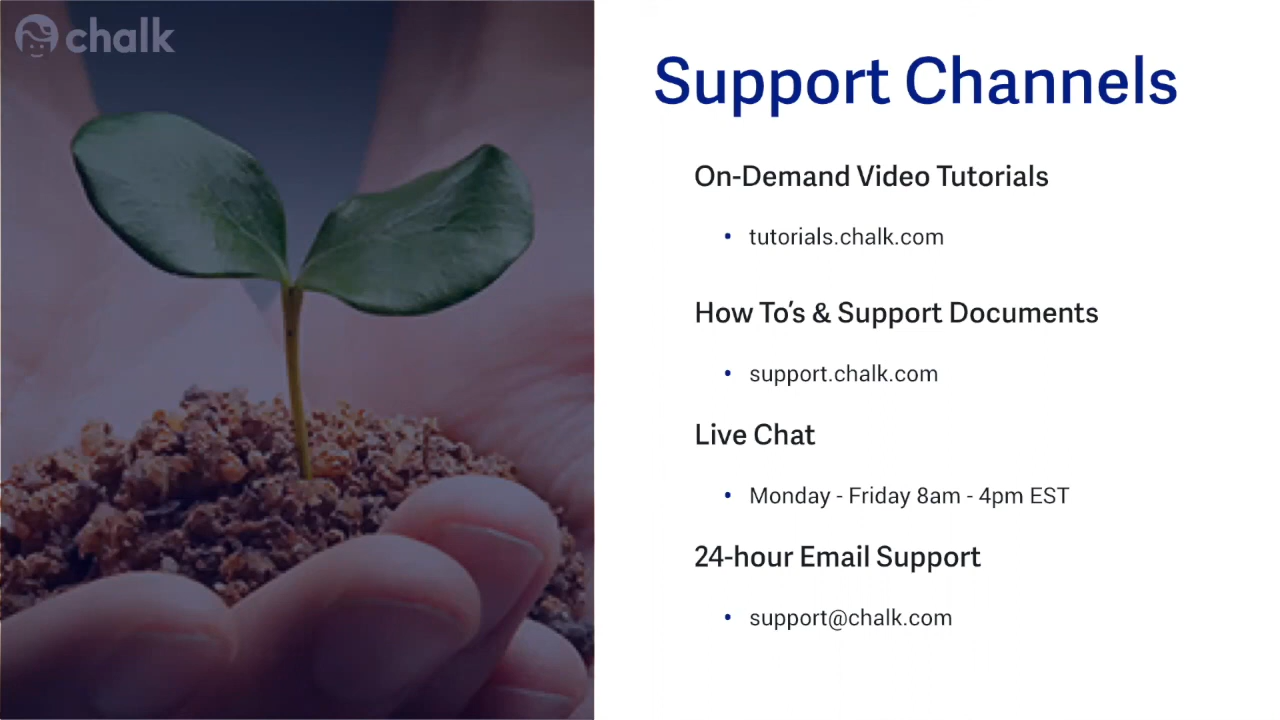 chalk
Support Channels
On-Demand Video Tutorials
• tutorials.chalk.com
How To's & Support Documents
• support.chalk.com
Live Chat
• Monday - Friday 8am - 4pm EST
24-hour Email Support
• support@chalk.com